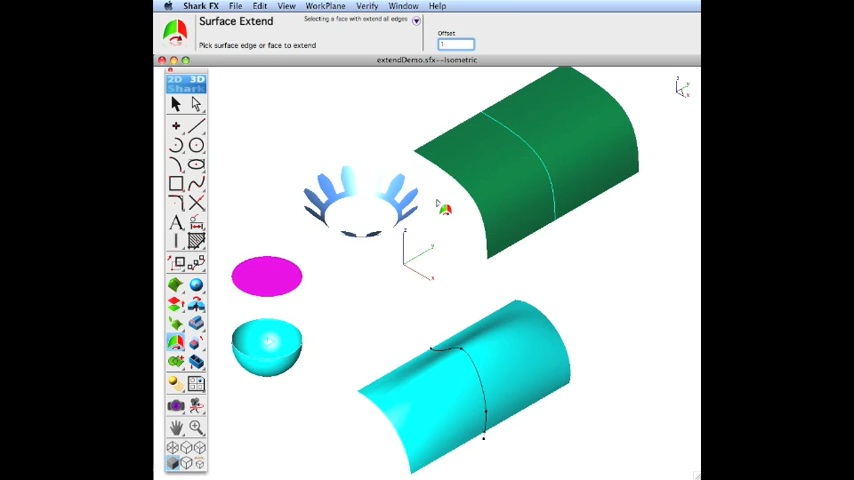 Shark FX File Edit View WorkPlane Verify Window Help
Surface Extend
Selecting a face with extend all edges
Pick surface edge or face to extend
Offset
1
extendDemo.sfx--Isometric
2D 3D
Shark
A
z
y
x
z
y
x